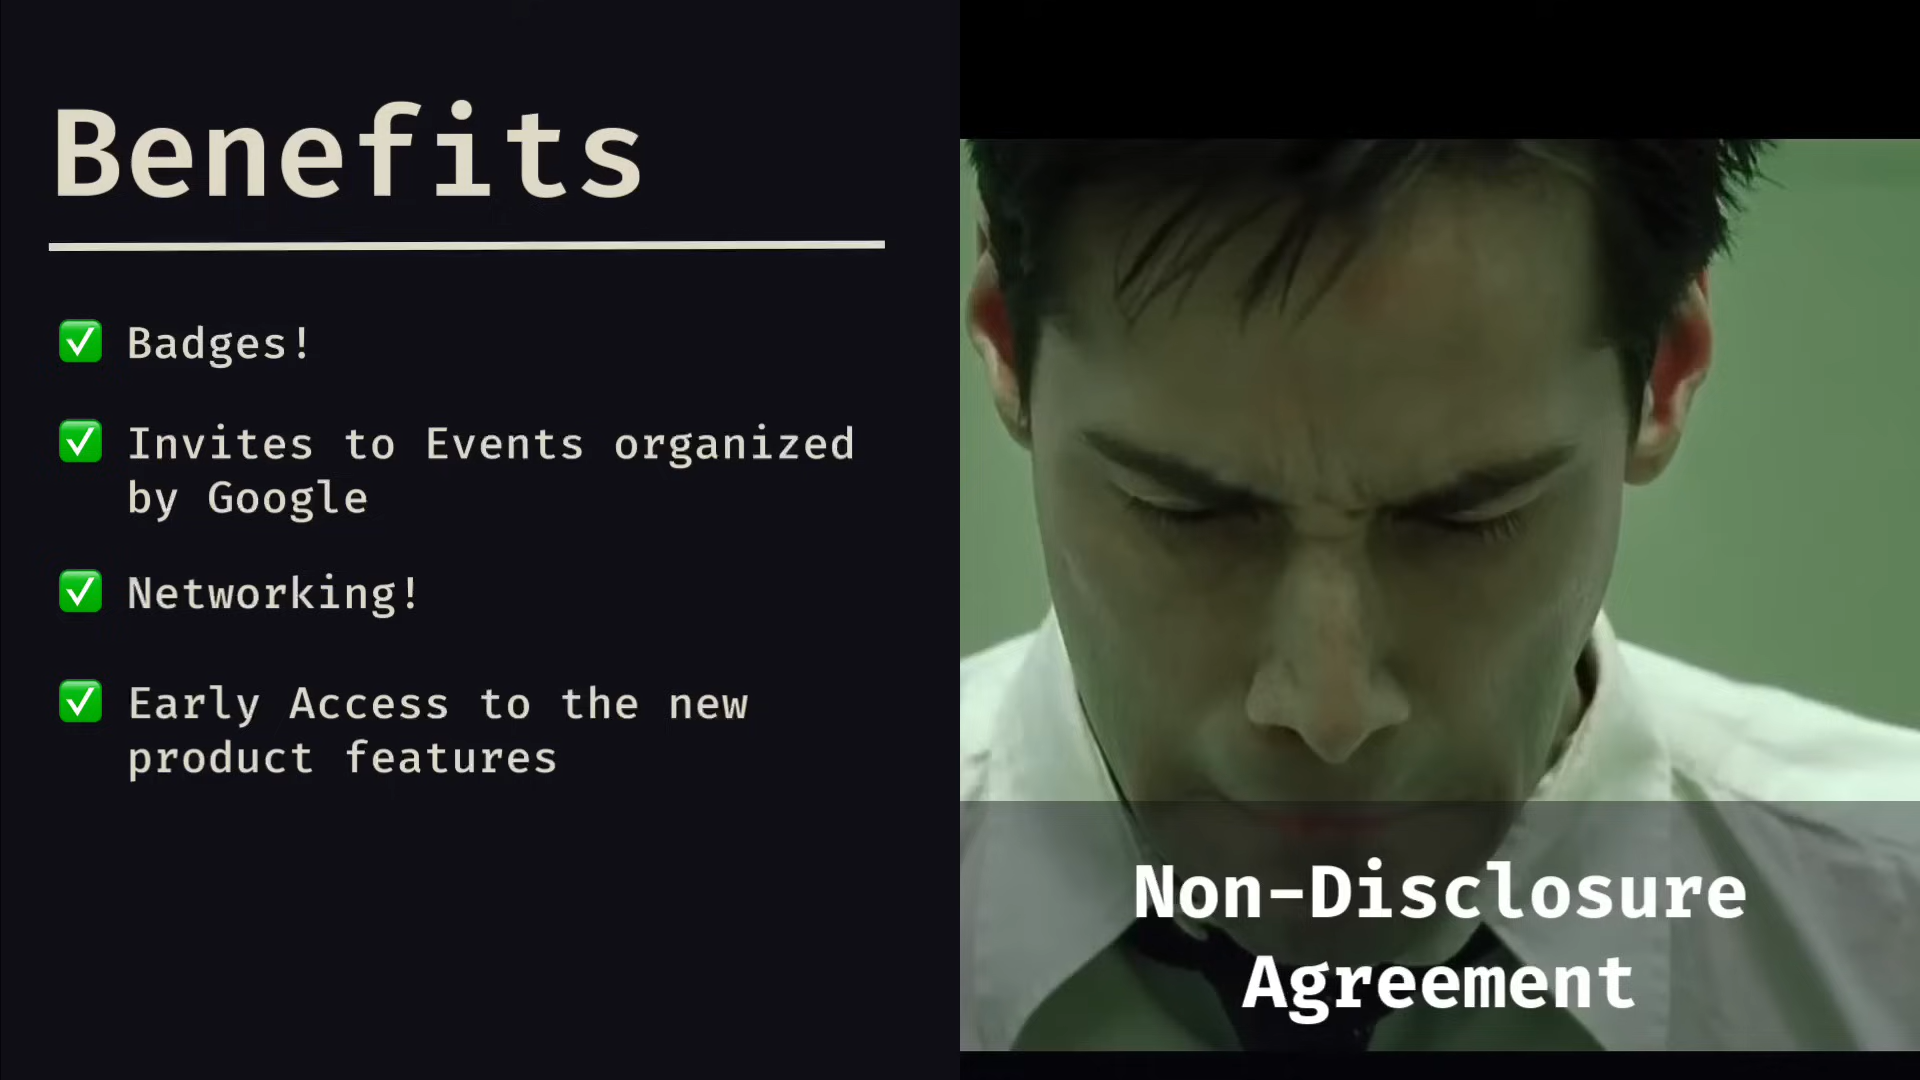 Benefits
✅ Badges!
✅ Invites to Events organized
by Google
✅ Networking!
✅ Early Access to the new
product features
Non-Disclosure
Agreement